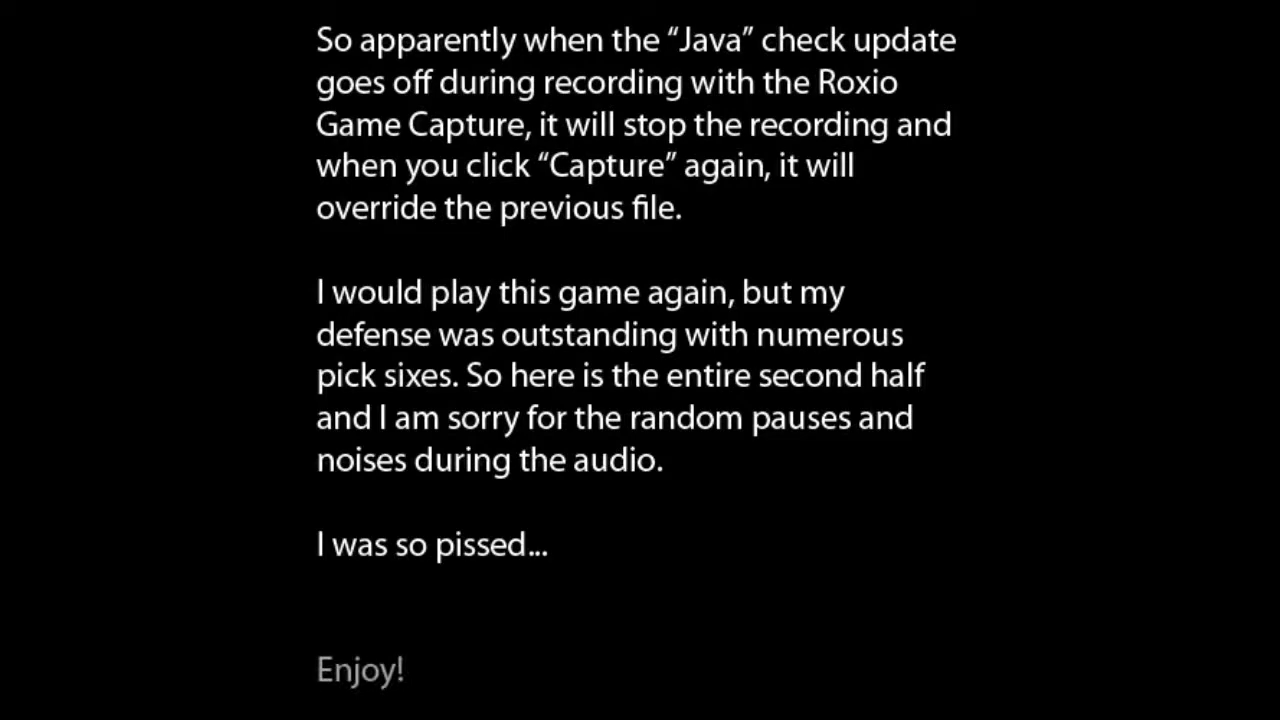 So apparently when the “Java” check update
goes off during recording with the Roxio
Game Capture, it will stop the recording and
when you click “Capture” again, it will
override the previous file.
I would play this game again, but my
defense was outstanding with numerous
pick sixes. So here is the entire second half
and I am sorry for the random pauses and
noises during the audio.
I was so pissed...
Enjoy!